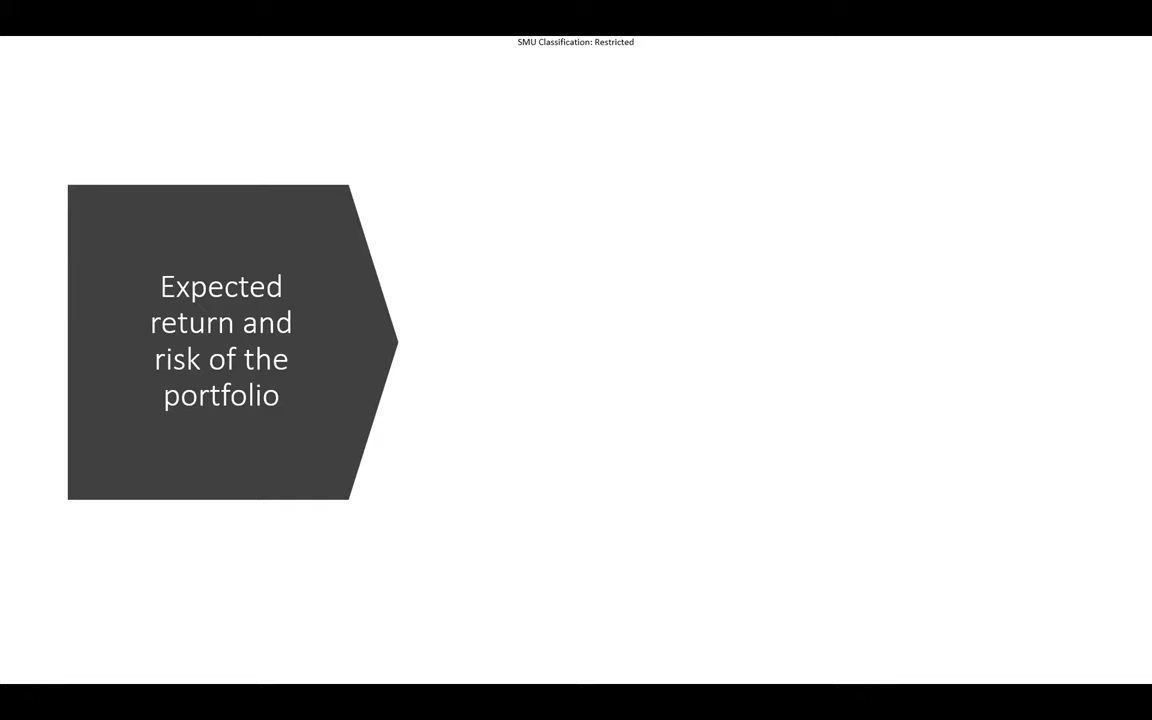 SMU Classification: Restricted
Expected
return and
risk of the
portfolio